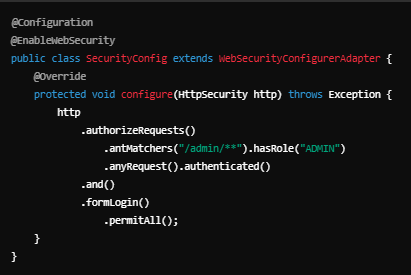 @Configuration
@EnableWebSecurity
public class SecurityConfig extends WebSecurityConfigurerAdapter {
    @Override
    protected void configure(HttpSecurity http) throws Exception {
        http
            .authorizeRequests()
                .antMatchers("/admin/**").hasRole("ADMIN")
                .anyRequest().authenticated()
            .and()
            .formLogin()
                .permitAll();
    }
}